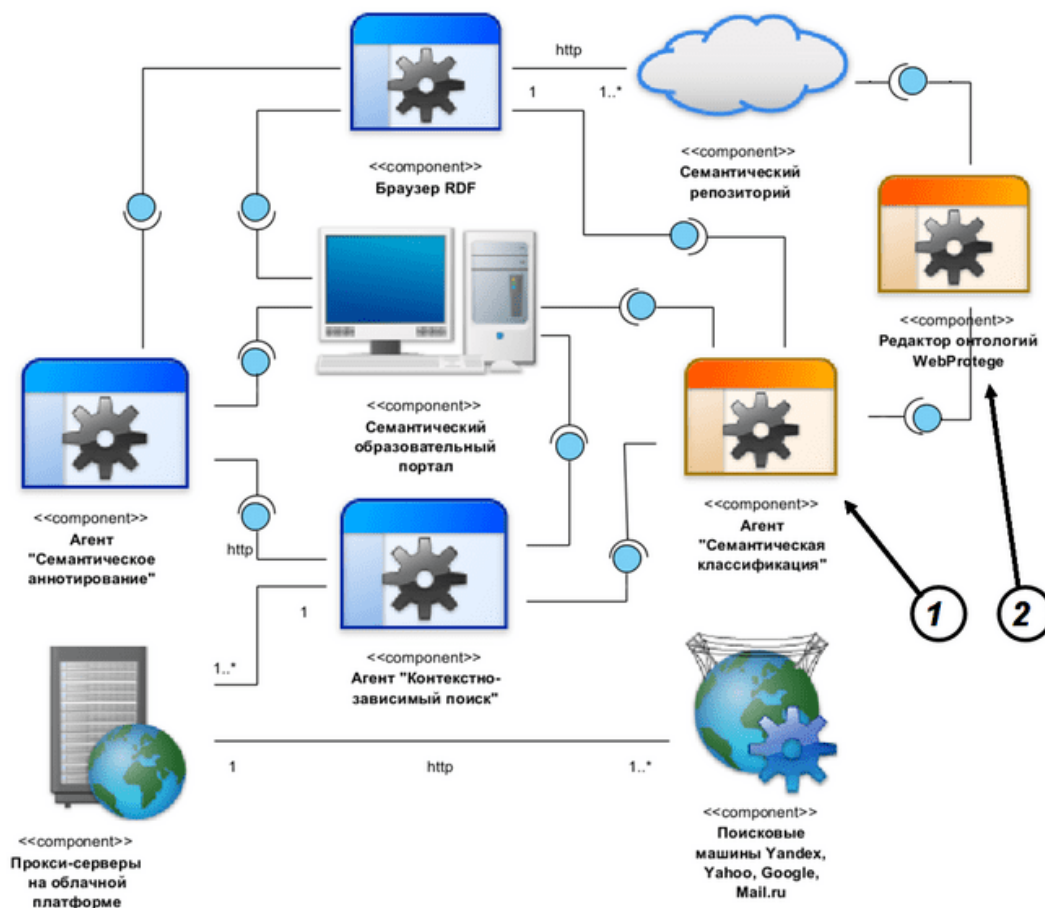 http
1
1..*
<<component>>
Браузер RDF
<<component>>
Семантический
репозиторий
<<component>>
Редактор онтологий
WebProtege
<<component>>
Семантический
образовательный
портал
<<component>>
Агент
"Семантическое
аннотирование"
<<component>>
Агент
"Семантическая
классификация"
http
1
1..*
<<component>>
Агент "Контекстно-
зависимый поиск"
1
2
1
http
1..*
<<component>>
Прокси-серверы
на облачной
платформе
<<component>>
Поисковые
машины Yandex,
Yahoo, Google,
Mail.ru